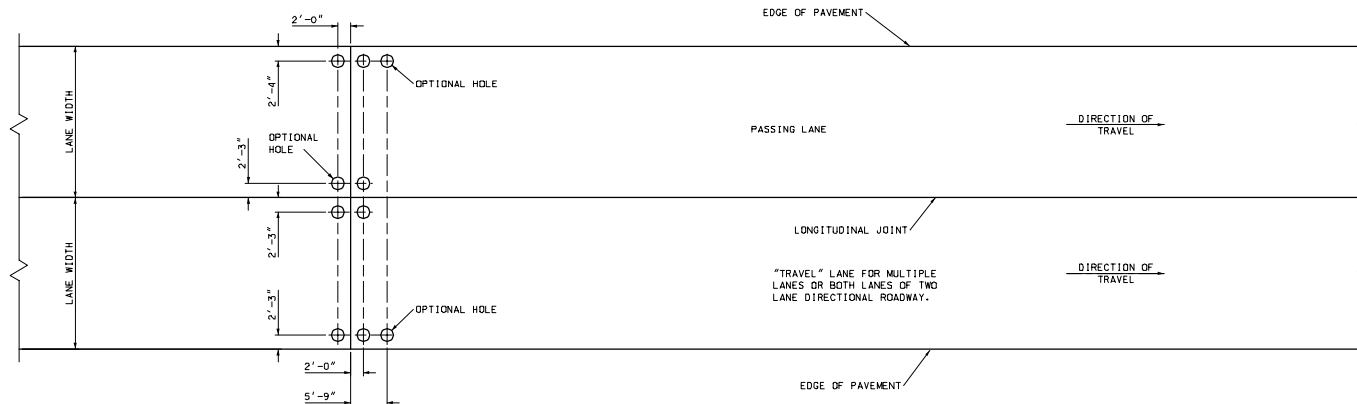 EDGE OF PAVEMENT
2'-0"
OPTIONAL HOLE
2'-4"
LANE WIDTH
OPTIONAL
HOLE
2'-3"
PASSING LANE
DIRECTION OF
TRAVEL
LONGITUDINAL JOINT
2'-3"
LANE WIDTH
"TRAVEL" LANE FOR MULTIPLE
LANES OR BOTH LANES OF TWO
LANE DIRECTIONAL ROADWAY.
DIRECTION OF
TRAVEL
2'-3"
OPTIONAL HOLE
2'-0"
5'-9"
EDGE OF PAVEMENT